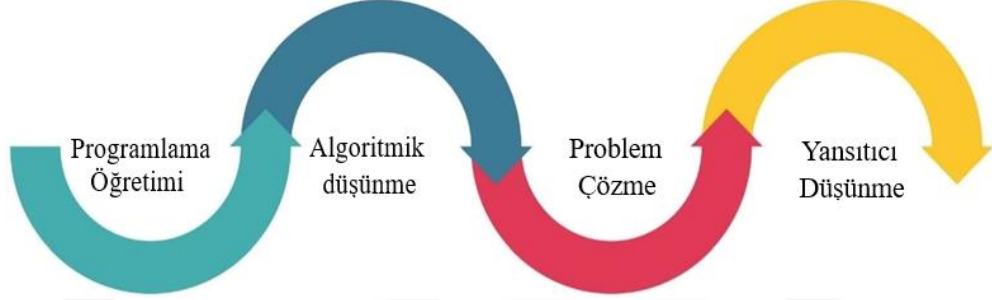 Programlama
Öğretimi
Algoritmik
düşünme
Problem
Çözme
Yansıtıcı
Düşünme